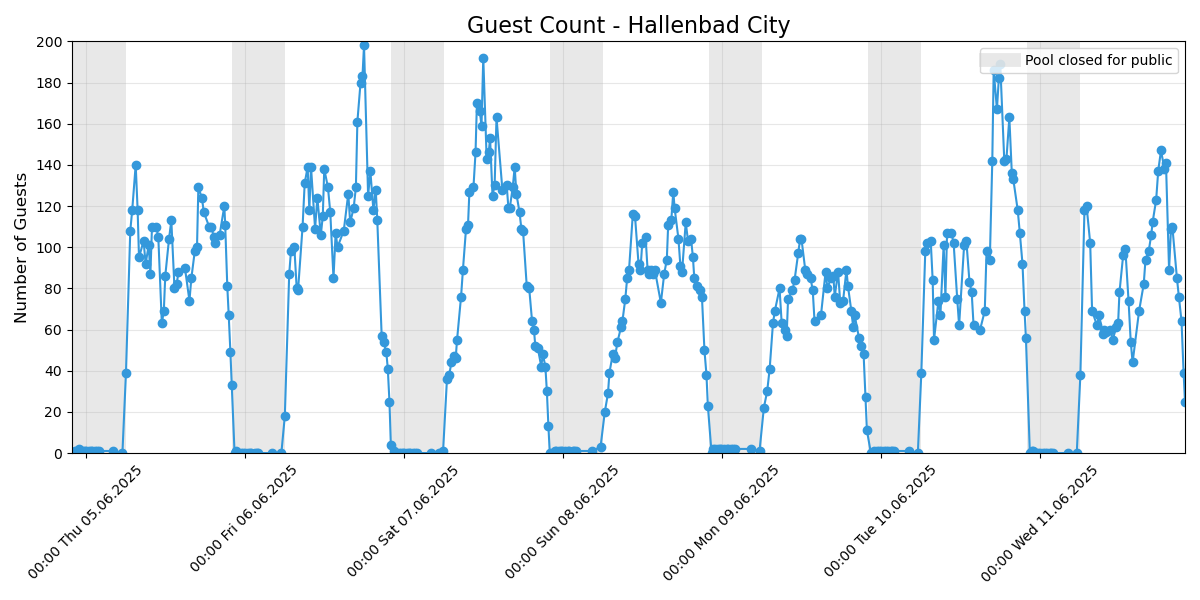 Guest Count - Hallenbad City
Number of Guests
200
180
160
140
120
100
80
60
40
20
0
Pool closed for public
00:00 Thu 05.06.2025
00:00 Fri 06.06.2025
00:00 Sat 07.06.2025
00:00 Sun 08.06.2025
00:00 Mon 09.06.2025
00:00 Tue 10.06.2025
00:00 Wed 11.06.2025